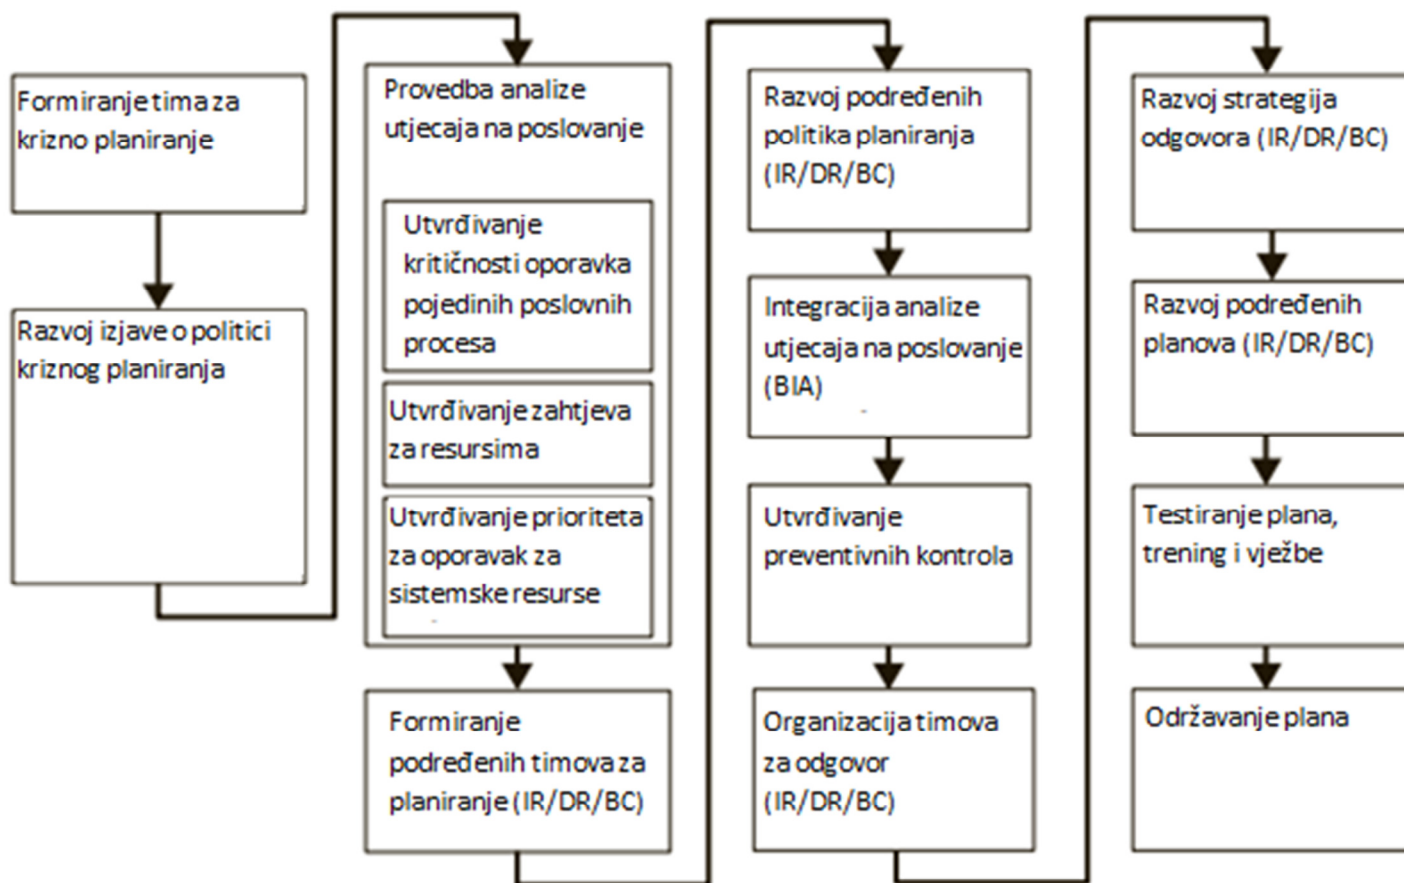 Formiranje tima za
krizno planiranje
Razvoj izjave o politici
kriznog planiranja
Provedba analize
utjecaja na poslovanje
Utvrđivanje
kritičnosti oporavka
pojedinih poslovnih
procesa
Utvrđivanje zahtjeva
za resursima
Utvrđivanje prioriteta
za oporavak za
sistemske resurse
Formiranje
podređenih timova za
planiranje (IR/DR/BC)
Razvoj podređenih
politika planiranja
(IR/DR/BC)
Integracija analize
utjecaja na poslovanje
(BIA)
Utvrđivanje
preventivnih kontrola
Organizacija timova
za odgovor
(IR/DR/BC)
Razvoj strategija
odgovora (IR/DR/BC)
Razvoj podređenih
planova (IR/DR/BC)
Testiranje plana,
trening i vježbe
Održavanje plana